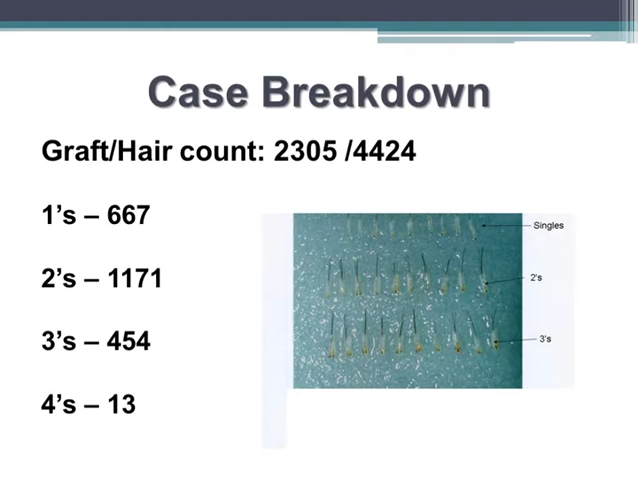 Case Breakdown
Graft/Hair count: 2305 /4424
1’s – 667
Singles
2’s – 1171
2's
3’s – 454
3's
4’s – 13